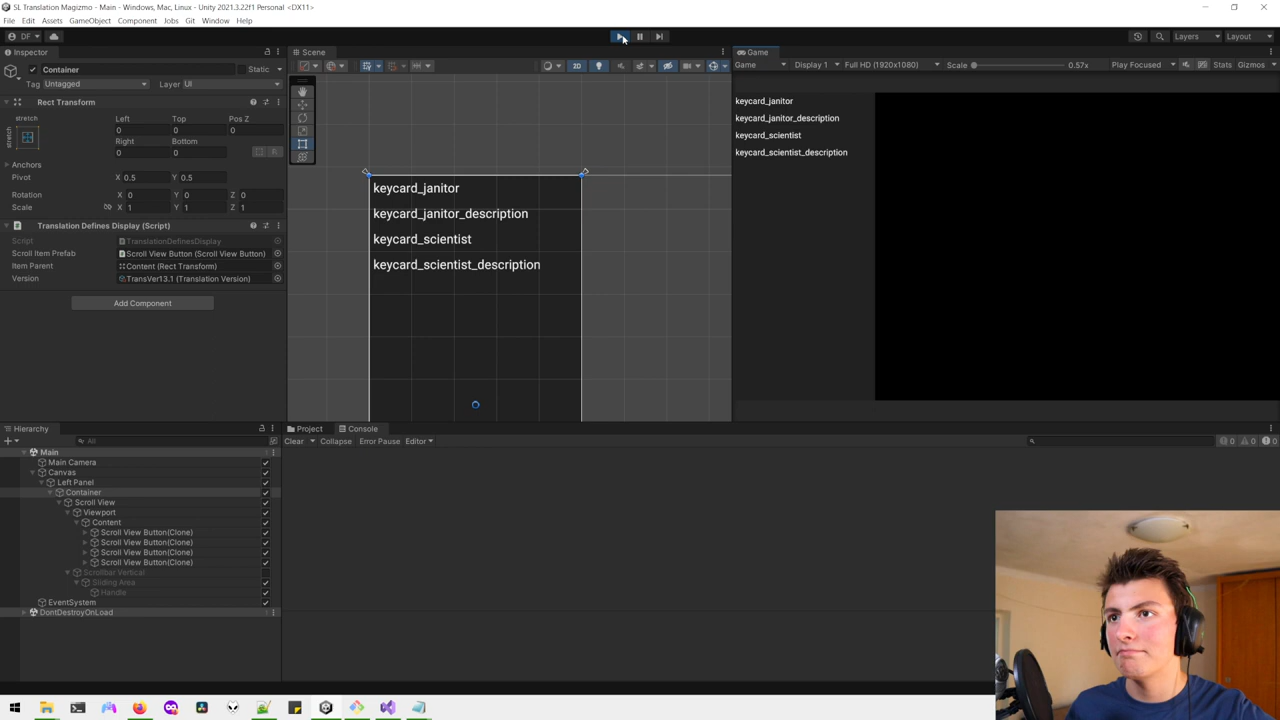 SL Translation Magizmo - Main - Windows, Mac, Linux - Unity 2021.3.22f1 Personal <DX11>
File Edit Assets GameObject Component Jobs Git Window Help
DF Layers Layout
Inspector
Container Static
Tag Untagged Layer UI
Rect Transform
stretch Left Top Pos Z
stretch 0 0 0
Right Bottom
0 0 R
Anchors
Pivot X 0.5 Y 0.5
Rotation X 0 Y 0 Z 0
Scale X 1 Y 1 Z 1
Translation Defines Display (Script)
Script TranslationDefinesDisplay
Scroll Item Prefab Scroll View Button (Scroll View Button)
Item Parent Content (Rect Transform)
Version TransVer13.1 (Translation Version)
Add Component
Scene
2D
keycard_janitor
keycard_janitor_description
keycard_scientist
keycard_scientist_description
Game
Game Display 1 Full HD (1920x1080) Scale 0.57x Play Focused Stats Gizmos
keycard_janitor
keycard_janitor_description
keycard_scientist
keycard_scientist_description
Hierarchy
All
Main
Main Camera
Canvas
Left Panel
Container
Scroll View
Viewport
Content
Scroll View Button(Clone)
Scroll View Button(Clone)
Scroll View Button(Clone)
Scroll View Button(Clone)
Scrollbar Vertical
Sliding Area
Handle
EventSystem
DontDestroyOnLoad
Project Console
Clear Collapse Error Pause Editor
0 0 0